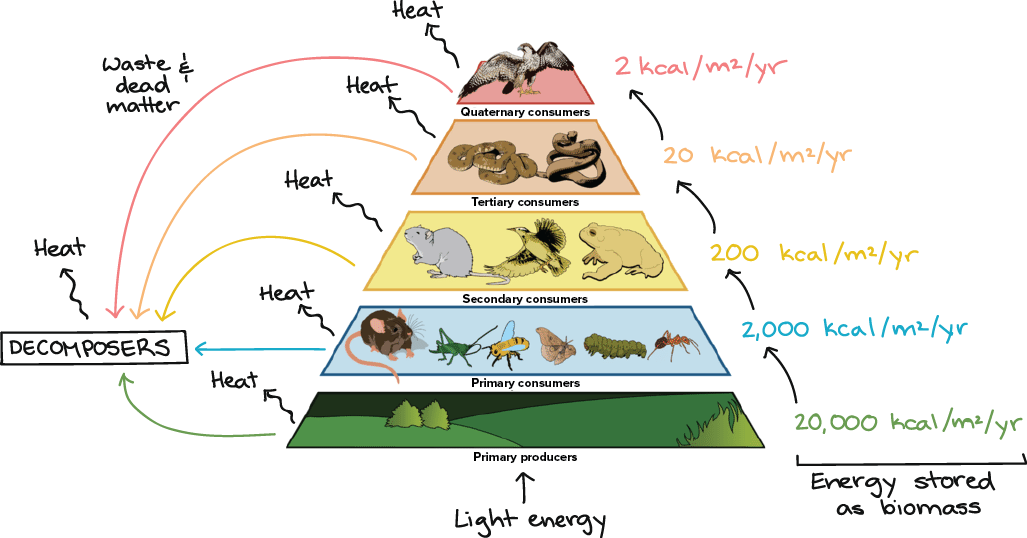 Heat
Waste &
dead
matter
2 kcal/m²/yr
Quaternary consumers
Heat
20 kcal/m²/yr
Tertiary consumers
Heat
200 kcal/m²/yr
Secondary consumers
Heat
Heat
2,000 kcal/m²/yr
DECOMPOSERS
Primary consumers
Heat
20,000 kcal/m²/yr
Primary producers
Light energy
Energy stored
as biomass